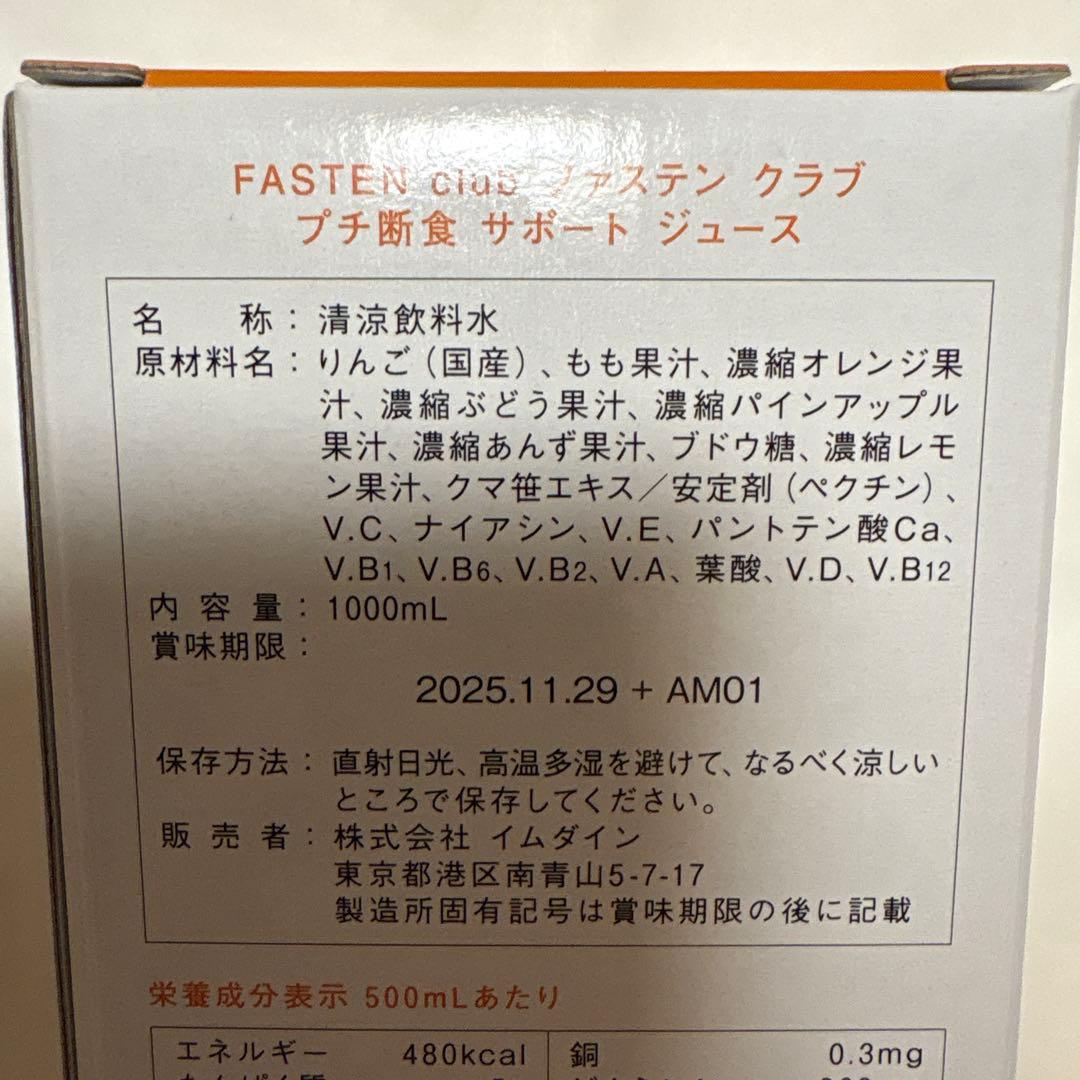 FASTEN club ファステン クラブ
プチ断食 サポート ジュース
名 称：清涼飲料水
原材料名：りんご（国産）、もも果汁、濃縮オレンジ果
汁、濃縮ぶどう果汁、濃縮パインアップル
果汁、濃縮あんず果汁、ブドウ糖、濃縮レモ
ン果汁、クマ笹エキス／安定剤（ペクチン）、
V.C、ナイアシン、V.E、パントテン酸Ca、
V.B1、V.B6、V.B2、V.A、葉酸、V.D、V.B12
内 容 量：1000mL
賞味期限：
2025.11.29 + AM01
保存方法：直射日光、高温多湿を避けて、なるべく涼しい
ところで保存してください。
販 売 者：株式会社 イムダイン
東京都港区南青山5-7-17
製造所固有記号は賞味期限の後に記載
栄養成分表示 500mLあたり
エネルギー 480kcal 銅 0.3mg